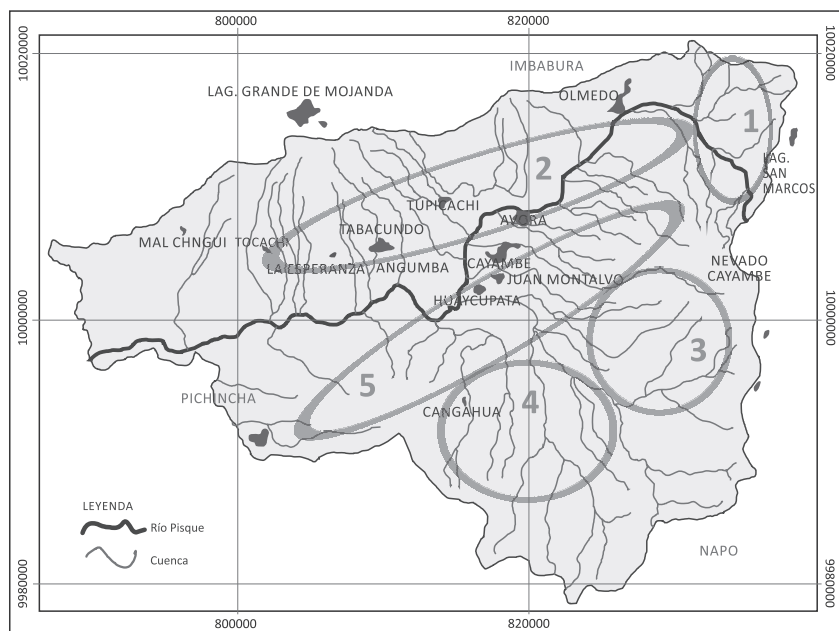 800000
820000
10020000
10020000
IMBABURA
LAG. GRANDE DE MOJANDA
OLMEDO
1
2
LAG.
SAN
MARCOS
TUPICACHI
AYORA
TABACUNDO
MAL CHNGUI
TOCACHI
LA ESPERANZA
ANGUMBA
CAYAMBE
NEVADO
CAYAMBE
JUAN MONTALVO
HUAYCUPATA
10000000
10000000
3
5
4
PICHINCHA
CANGAHUA
LEYENDA
Río Pisque
Cuenca
NAPO
9980000
9980000
800000
820000